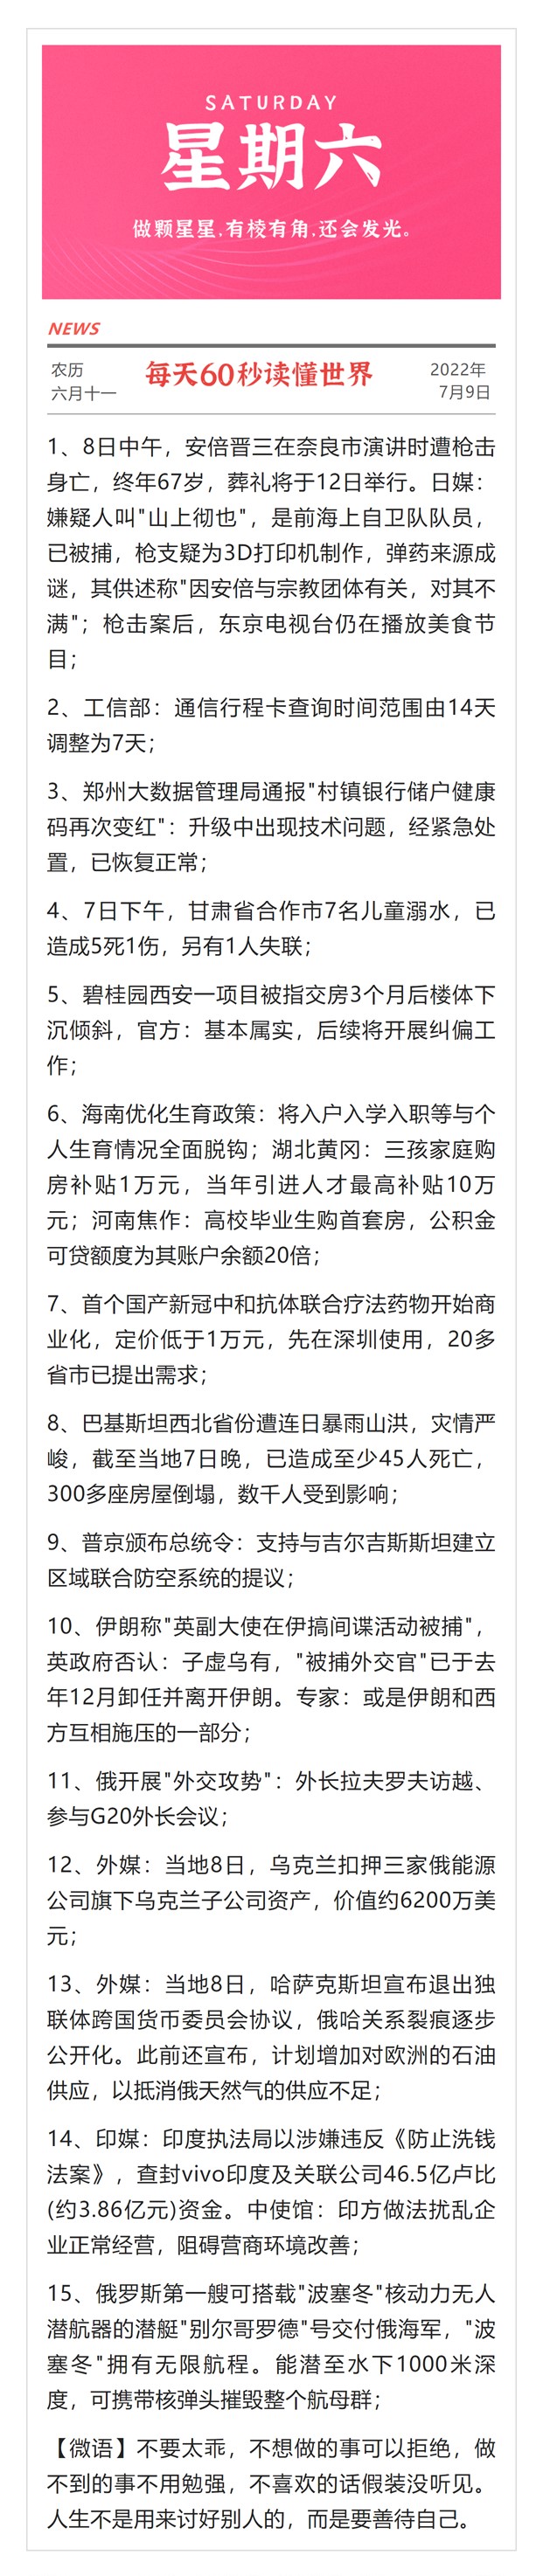 SATURDAY
星期六
做颗星星,有棱有角,还会发光。
NEWS
农历
六月十一
每天60秒读懂世界
2022年
7月9日
1、8日中午，安倍晋三在奈良市演讲时遭枪击
身亡，终年67岁，葬礼将于12日举行。日媒：
嫌疑人叫"山上彻也"，是前海上自卫队队员，
已被捕，枪支疑为3D打印机制作，弹药来源成
谜，其供述称"因安倍与宗教团体有关，对其不
满"；枪击案后，东京电视台仍在播放美食节
目；
2、工信部：通信行程卡查询时间范围由14天
调整为7天；
3、郑州大数据管理局通报"村镇银行储户健康
码再次变红"：升级中出现技术问题，经紧急处
置，已恢复正常；
4、7日下午，甘肃省合作市7名儿童溺水，已
造成5死1伤，另有1人失联；
5、碧桂园西安一项目被指交房3个月后楼体下
沉倾斜，官方：基本属实，后续将开展纠偏工
作；
6、海南优化生育政策：将入户入学入职等与个
人生育情况全面脱钩；湖北黄冈：三孩家庭购
房补贴1万元，当年引进人才最高补贴10万
元；河南焦作：高校毕业生购首套房，公积金
可贷额度为其账户余额20倍；
7、首个国产新冠中和抗体联合疗法药物开始商
业化，定价低于1万元，先在深圳使用，20多
省市已提出需求；
8、巴基斯坦西北省份遭连日暴雨山洪，灾情严
峻，截至当地7日晚，已造成至少45人死亡，
300多座房屋倒塌，数千人受到影响；
9、普京颁布总统令：支持与吉尔吉斯斯坦建立
区域联合防空系统的提议；
10、伊朗称"英副大使在伊搞间谍活动被捕"，
英政府否认：子虚乌有，"被捕外交官"已于去
年12月卸任并离开伊朗。专家：或是伊朗和西
方互相施压的一部分；
11、俄开展"外交攻势"：外长拉夫罗夫访越、
参与G20外长会议；
12、外媒：当地8日，乌克兰扣押三家俄能源
公司旗下乌克兰子公司资产，价值约6200万美
元；
13、外媒：当地8日，哈萨克斯坦宣布退出独
联体跨国货币委员会协议，俄哈关系裂痕逐步
公开化。此前还宣布，计划增加对欧洲的石油
供应，以抵消俄天然气的供应不足；
14、印媒：印度执法局以涉嫌违反《防止洗钱
法案》，查封vivo印度及关联公司46.5亿卢比
(约3.86亿元)资金。中使馆：印方做法扰乱企
业正常经营，阻碍营商环境改善；
15、俄罗斯第一艘可搭载"波塞冬"核动力无人
潜航器的潜艇"别尔哥罗德"号交付俄海军，"波
塞冬"拥有无限航程。能潜至水下1000米深
度，可携带核弹头摧毁整个航母群；
【微语】不要太乖，不想做的事可以拒绝，做
不到的事不用勉强，不喜欢的话假装没听见。
人生不是用来讨好别人的，而是要善待自己。